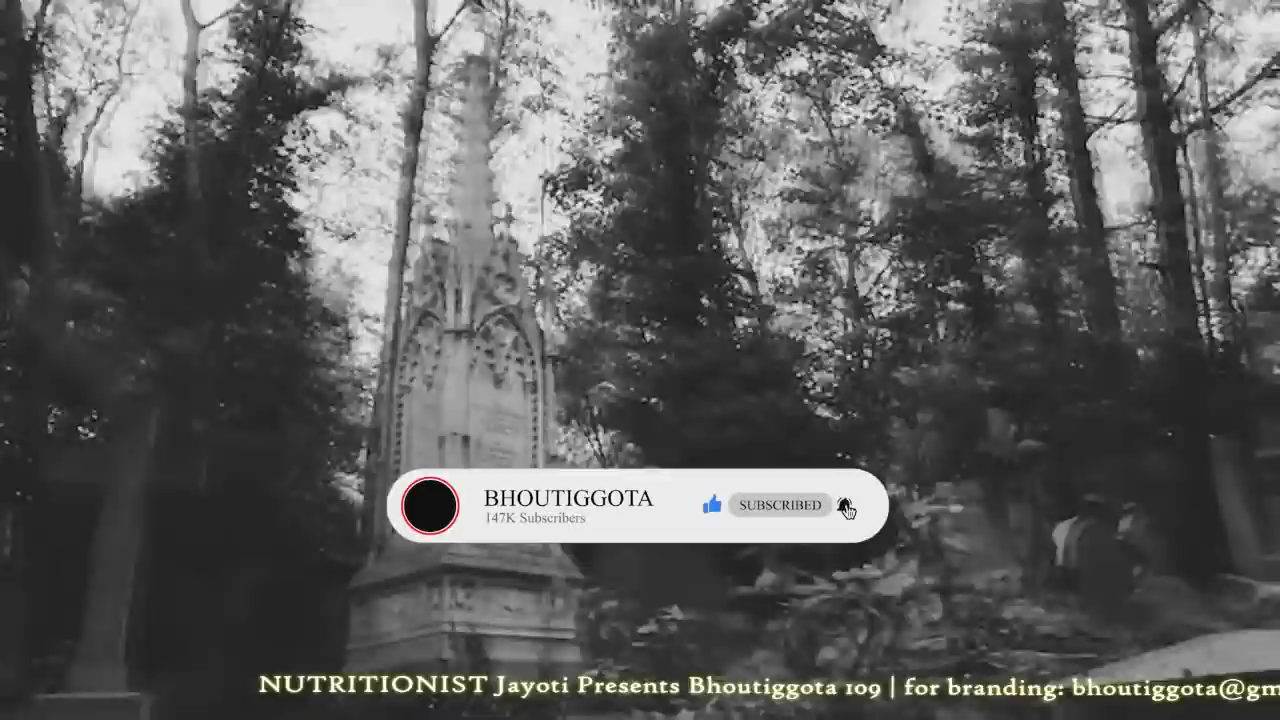 BHOUTIGGOTA
147K Subscribers
SUBSCRIBED
NUTRITIONIST Jayoti Presents Bhoutiggota 109 | for branding: bhoutiggota@gm